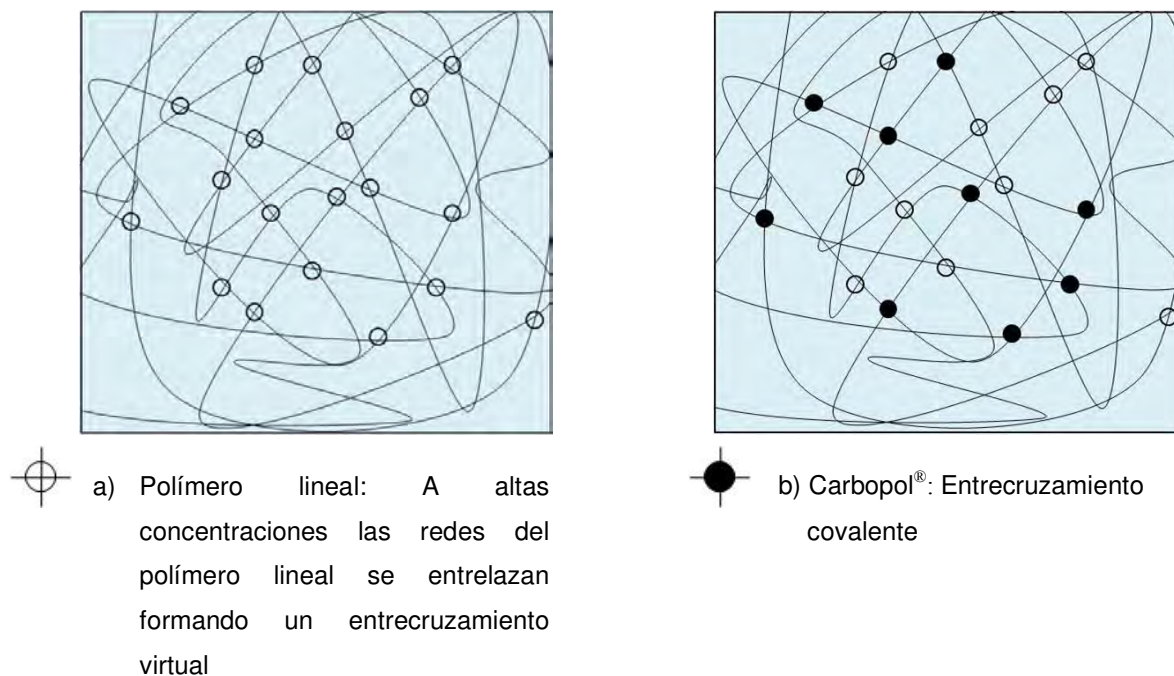 a) Polímero lineal: A altas
concentraciones las redes del
polímero lineal se entrelazan
formando un entrecruzamiento
virtual
b) Carbopol®: Entrecruzamiento
covalente